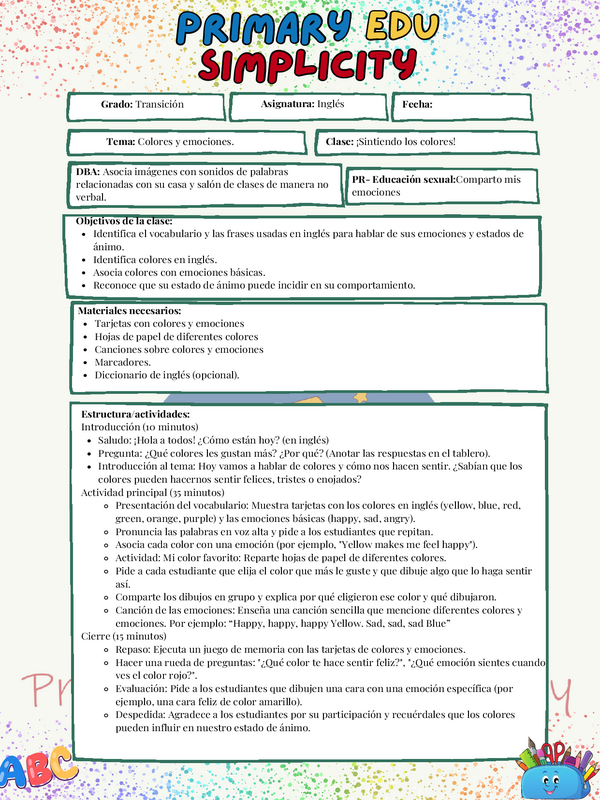 PRIMARY EDU
SIMPLICITY
Grado: Transición
Asignatura: Inglés
Fecha:
Tema: Colores y emociones.
Clase: ¡Sintiendo los colores!
DBA: Asocia imágenes con sonidos de palabras
relacionadas con su casa y salón de clases de manera no
verbal.
PR- Educación sexual:Comparto mis
emociones
Objetivos de la clase:
• Identifica el vocabulario y las frases usadas en inglés para hablar de sus emociones y estados de
ánimo.
• Identifica colores en inglés.
• Asocia colores con emociones básicas.
• Reconoce que su estado de ánimo puede incidir en su comportamiento.
Materiales necesarios:
• Tarjetas con colores y emociones
• Hojas de papel de diferentes colores
• Canciones sobre colores y emociones
• Marcadores.
• Diccionario de inglés (opcional).
Estructura/actividades:
Introducción (10 minutos)
• Saludo: ¡Hola a todos! ¿Cómo están hoy? (en inglés)
• Pregunta: ¿Qué colores les gustan más? ¿Por qué? (Anotar las respuestas en el tablero).
• Introducción al tema: Hoy vamos a hablar de colores y cómo nos hacen sentir. ¿Sabían que los
colores pueden hacernos sentir felices, tristes o enojados?
Actividad principal (35 minutos)
◦ Presentación del vocabulario: Muestra tarjetas con los colores en inglés (yellow, blue, red,
green, orange, purple) y las emociones básicas (happy, sad, angry).
◦ Pronuncia las palabras en voz alta y pide a los estudiantes que repitan.
◦ Asocia cada color con una emoción (por ejemplo, "Yellow makes me feel happy").
◦ Actividad: Mi color favorito: Reparte hojas de papel de diferentes colores.
◦ Pide a cada estudiante que elija el color que más le guste y que dibuje algo que lo haga sentir
así.
◦ Comparte los dibujos en grupo y explica por qué eligieron ese color y qué dibujaron.
◦ Canción de las emociones: Enseña una canción sencilla que mencione diferentes colores y
emociones. Por ejemplo: “Happy, happy, happy Yellow. Sad, sad, sad Blue”
Cierre (15 minutos)
◦ Repaso: Ejecuta un juego de memoria con las tarjetas de colores y emociones.
◦ Hacer una rueda de preguntas: "¿Qué color te hace sentir feliz?", "¿Qué emoción sientes cuando
ves el color rojo?".
◦ Evaluación: Pide a los estudiantes que dibujen una cara con una emoción específica (por
ejemplo, una cara feliz de color amarillo).
◦ Despedida: Agradece a los estudiantes por su participación y recuérdales que los colores
pueden influir en nuestro estado de ánimo.
ABC
AP